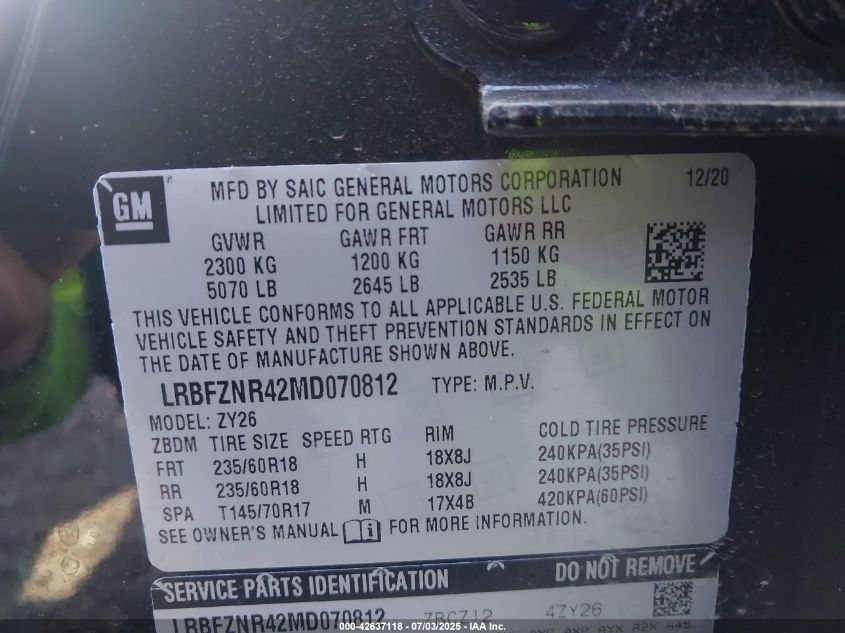 GM
MFD BY SAIC GENERAL MOTORS CORPORATION 12/20
LIMITED FOR GENERAL MOTORS LLC
GVWR GAWR FRT GAWR RR
2300 KG 1200 KG 1150 KG
5070 LB 2645 LB 2535 LB
THIS VEHICLE CONFORMS TO ALL APPLICABLE U.S. FEDERAL MOTOR
VEHICLE SAFETY AND THEFT PREVENTION STANDARDS IN EFFECT ON
THE DATE OF MANUFACTURE SHOWN ABOVE.
LRBFZNR42MD070812 TYPE: M.P.V.
MODEL: ZY26
ZBDM TIRE SIZE SPEED RTG RIM COLD TIRE PRESSURE
FRT 235/60R18 H 18X8J 240KPA(35PSI)
RR 235/60R18 H 18X8J 240KPA(35PSI)
SPA T145/70R17 M 17X4B 420KPA(60PSI)
SEE OWNER'S MANUAL FOR MORE INFORMATION.
SERVICE PARTS IDENTIFICATION DO NOT REMOVE
LRBFZNR42MD070812 4ZY26
000-42637118 - 07/03/2025 - IAA Inc.